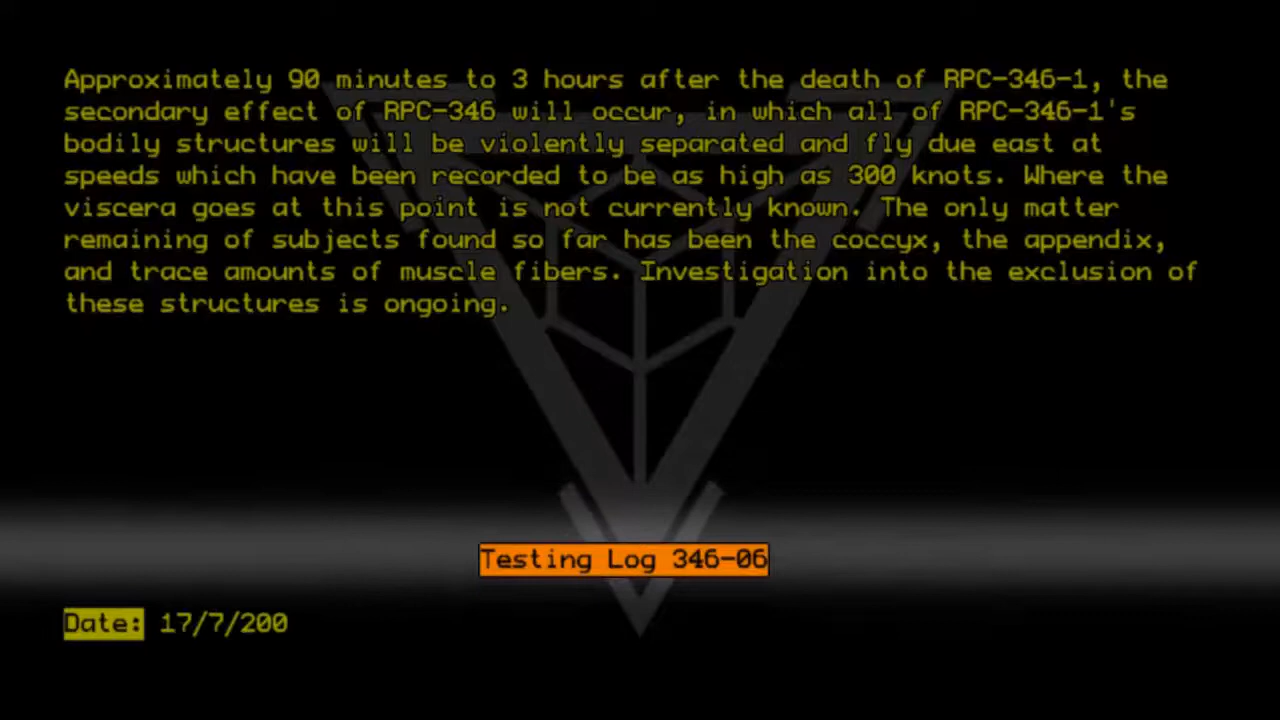 Approximately 90 minutes to 3 hours after the death of RPC-346-1, the
secondary effect of RPC-346 will occur, in which all of RPC-346-1's
bodily structures will be violently separated and fly due east at
speeds which have been recorded to be as high as 300 knots. Where the
viscera goes at this point is not currently known. The only matter
remaining of subjects found so far has been the coccyx, the appendix,
and trace amounts of muscle fibers. Investigation into the exclusion of
these structures is ongoing.
Testing Log 346-06
Date: 17/7/200